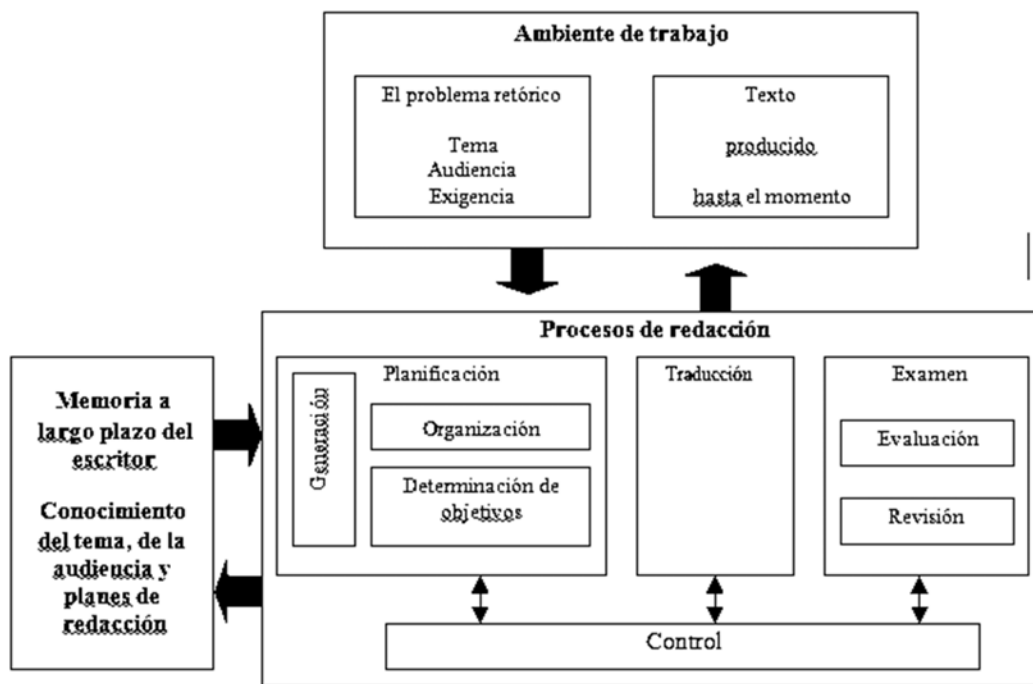 Ambiente de trabajo
El problema retórico
Tema
Audiencia
Exigencia
Texto
producido
hasta el momento
Procesos de redacción
Memoria a
largo plazo del
escritor
Conocimiento
del tema, de la
audiencia y
planes de
redacción
Planificación
Generación
Organización
Determinación de
objetivos
Traducción
Examen
Evaluación
Revisión
Control